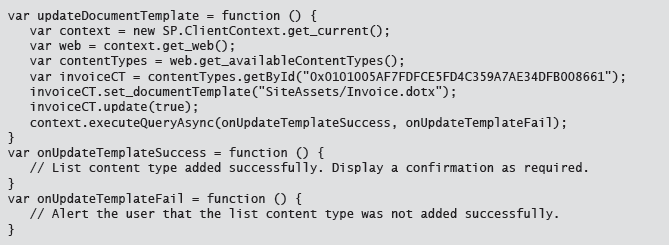 var updateDocumentTemplate = function () {
var context = new SP.ClientContext.get_current();
var web = context.get_web();
var contentTypes = web.get_availableContentTypes();
var invoiceCT = contentTypes.getById("0x0101005AF7FDFCE5FD4C359A7AE34DFB008661");
invoiceCT.set_documentTemplate("SiteAssets/Invoice.dotx");
invoiceCT.update(true);
context.executeQueryAsync(onUpdateTemplateSuccess, onUpdateTemplateFail);
}
var onUpdateTemplateSuccess = function () {
// List content type added successfully. Display a confirmation as required.
}
var onUpdateTemplateFail = function () {
// Alert the user that the list content type was not added successfully.
}